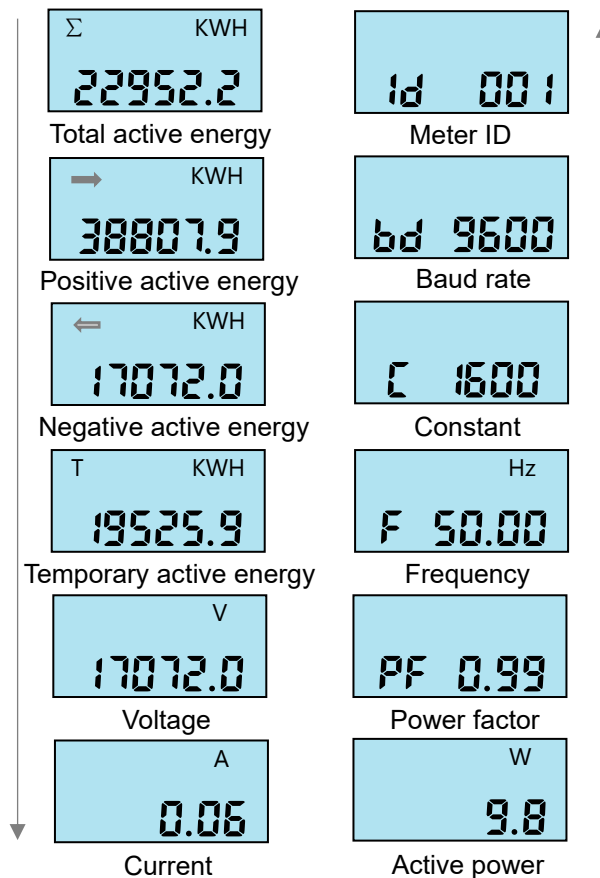 Σ KWH
22952.2
Total active energy
KWH
38807.9
Positive active energy
KWH
17072.0
Negative active energy
T KWH
19525.9
Temporary active energy
V
17072.0
Voltage
A
0.06
Current
Id 001
Meter ID
bd 9600
Baud rate
C 1600
Constant
Hz
F 50.00
Frequency
PF 0.99
Power factor
W
9.8
Active power